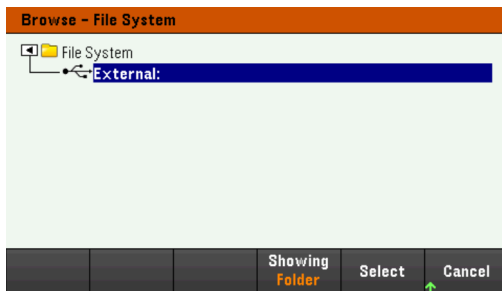 Browse - File System
File System
External:
Showing
Folder
Select
Cancel